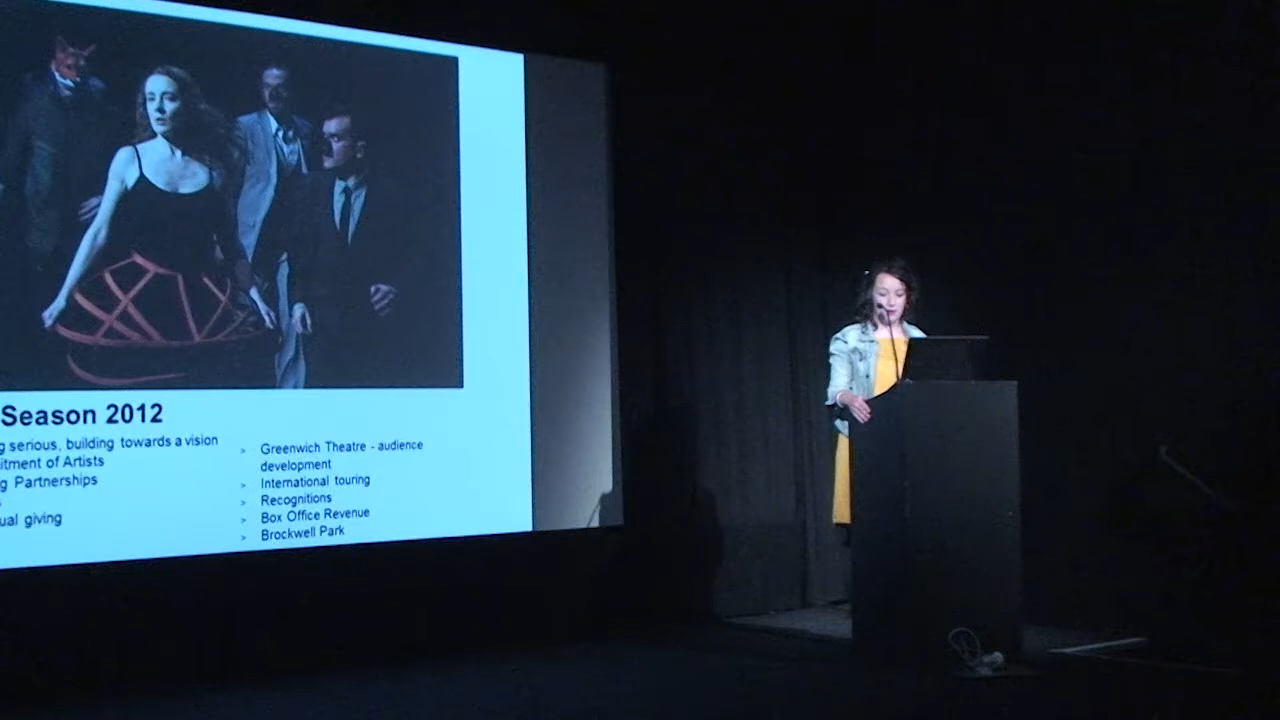 Season 2012
g serious, building towards a vision
itment of Artists
g Partnerships
s
ual giving
> Greenwich Theatre - audience
development
> International touring
> Recognitions
> Box Office Revenue
> Brockwell Park